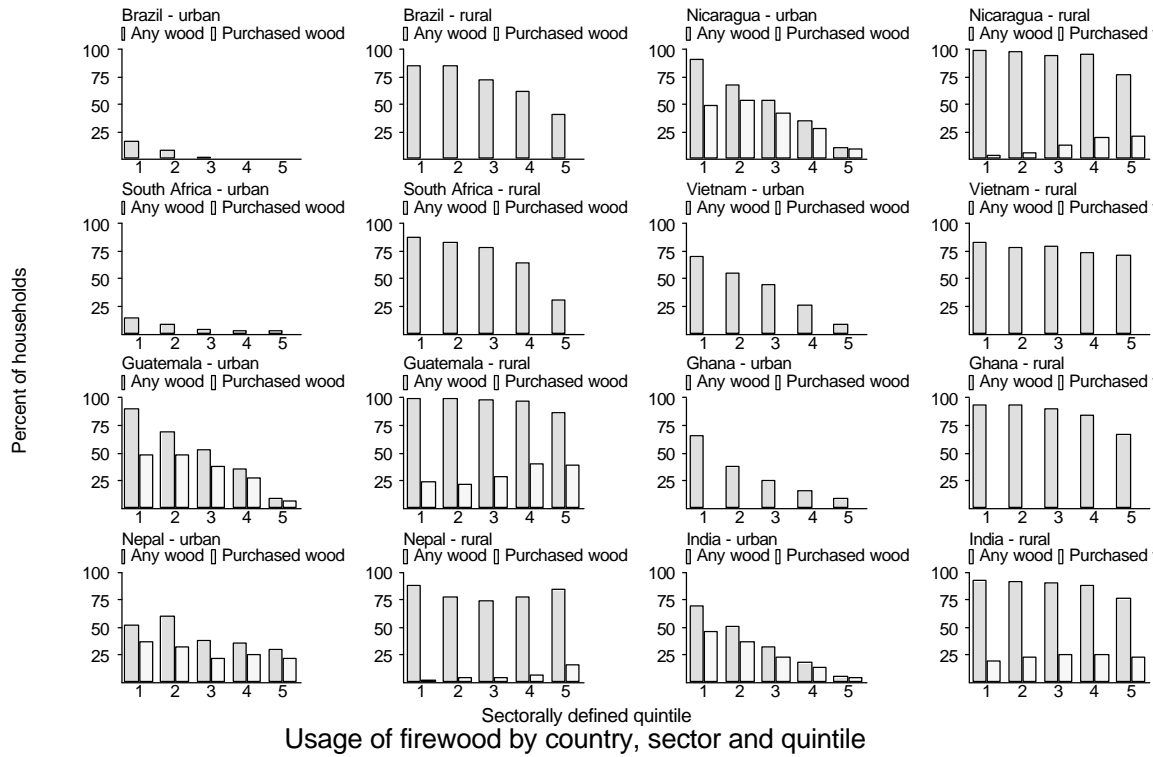 Percent of households
Brazil - urban
Any wood Purchased wood
100
75
50
25
1 2 3 4 5
Brazil - rural
Any wood Purchased wood
100
75
50
25
1 2 3 4 5
Nicaragua - urban
Any wood Purchased wood
100
75
50
25
1 2 3 4 5
Nicaragua - rural
Any wood Purchased
100
75
50
25
1 2 3 4 5
South Africa - urban
Any wood Purchased wood
100
75
50
25
1 2 3 4 5
South Africa - rural
Any wood Purchased wood
100
75
50
25
1 2 3 4 5
Vietnam - urban
Any wood Purchased wood
100
75
50
25
1 2 3 4 5
Vietnam - rural
Any wood Purchased
100
75
50
25
1 2 3 4 5
Guatemala - urban
Any wood Purchased wood
100
75
50
25
1 2 3 4 5
Guatemala - rural
Any wood Purchased wood
100
75
50
25
1 2 3 4 5
Ghana - urban
Any wood Purchased wood
100
75
50
25
1 2 3 4 5
Ghana - rural
Any wood Purchased
100
75
50
25
1 2 3 4 5
Nepal - urban
Any wood Purchased wood
100
75
50
25
1 2 3 4 5
Nepal - rural
Any wood Purchased wood
100
75
50
25
1 2 3 4 5
India - urban
Any wood Purchased wood
100
75
50
25
1 2 3 4 5
India - rural
Any wood Purchased
100
75
50
25
1 2 3 4 5
Sectorally defined quintile
Usage of firewood by country, sector and quintile